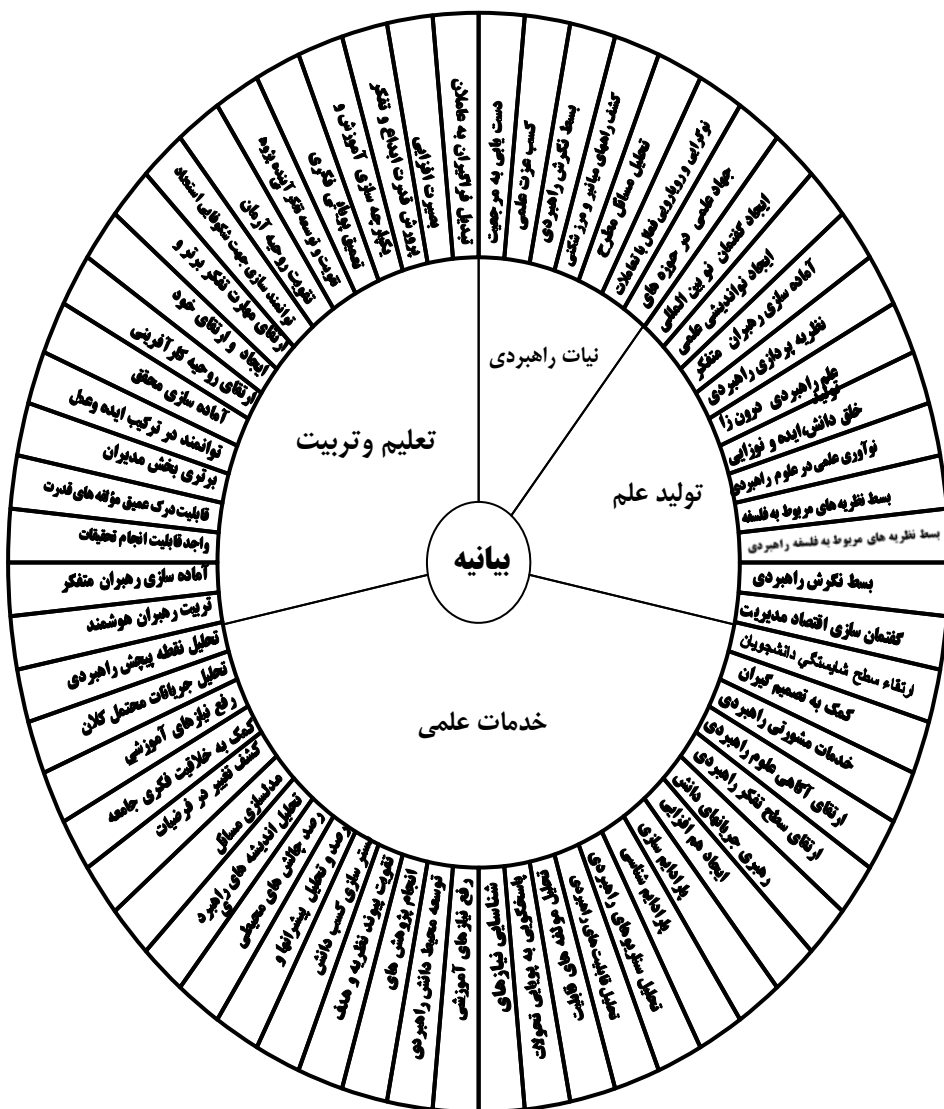 بیانیه
نیات راهبردی
تولید علم
خدمات علمی
تعلیم وتربیت
دست یابی به مرجعیت
کسب عزت علمی
بسط نگرش راهبردی
کشف راههای میانبر و مرز شکنی
تحلیل مسائل مطرح
نوگرایی و رویارویی فعال با تعاملات
جهاد علمی در حوزه های
ایجاد گفتمان نو بین المللی
ایجاد نواندیشی علمی
آماده سازی رهبران متفکر
نظریه پردازی راهبردی
علم راهبردی درون زا
تولید
خلق دانش،ایده و نوزایی
نوآوری علمی در علوم راهبردی
بسط نظریه های مربوط به فلسفه
بسط نظریه های مربوط به فلسفه راهبردی
بسط نگرش راهبردی
گفتمان سازی اقتصاد مدیریت
ارتقاء سطح شایستگی دانشجویان
کمک به تصمیم گیران
خدمات مشورتی راهبردی
ارتقای آگاهی علوم راهبردی
ارتقای سطح تفکر راهبردی
رهبری جریانهای دانش
ایجاد هم افزایی
پارادایم سازی
پارادایم شناسی
تحلیل سناریوهای راهبردی
تحلیل قابلیت های راهبردی
تحلیل مولفه های
پاسخگویی به پویایی تحولات
شناسایی نیازهای
رفع نیازهای آموزشی
توسعه محیط دانش راهبردی
انجام پژوهش های
تقویت پیوند نظریه و هدف
بستر سازی کسب دانش
رصد و تحلیل پیشرانها و
رصد چالش های محیطی
تحلیل اندیشه های راهبرد
ی
مدلسازی مسائل
کشف تغییر در فرضیات
کمک به خلاقیت فکری جامعه
رفع نیازهای آموزشی
تحلیل جریانات محتمل کلان
تحلیل نقطه پیچش راهبردی
تربیت رهبران هوشمند
آماده سازی رهبران متفکر
واجد قابلیت انجام تحقیقات
قابلیت درک عمیق مؤلفه های قدرت
برتری بخش مدیران
توانمند در ترکیب ایده وعمل
آماده سازی محقق
ارتقای روحیه کارآفرینی
ایجاد و ارتقای خود
ارتقای مهارت تفکر برتر و
توانمند سازی جهت شکوفایی استعداد
تقویت روحیه آرمان
تقویت و توسعه تفکر آینده پژوه
ی
تعمیق پویائی فکری
یکپارچه سازی آموزش و
پرورش قدرت ابداع و تفکر
بصیرت افزایی
تبدیل فراگیران به عاملان